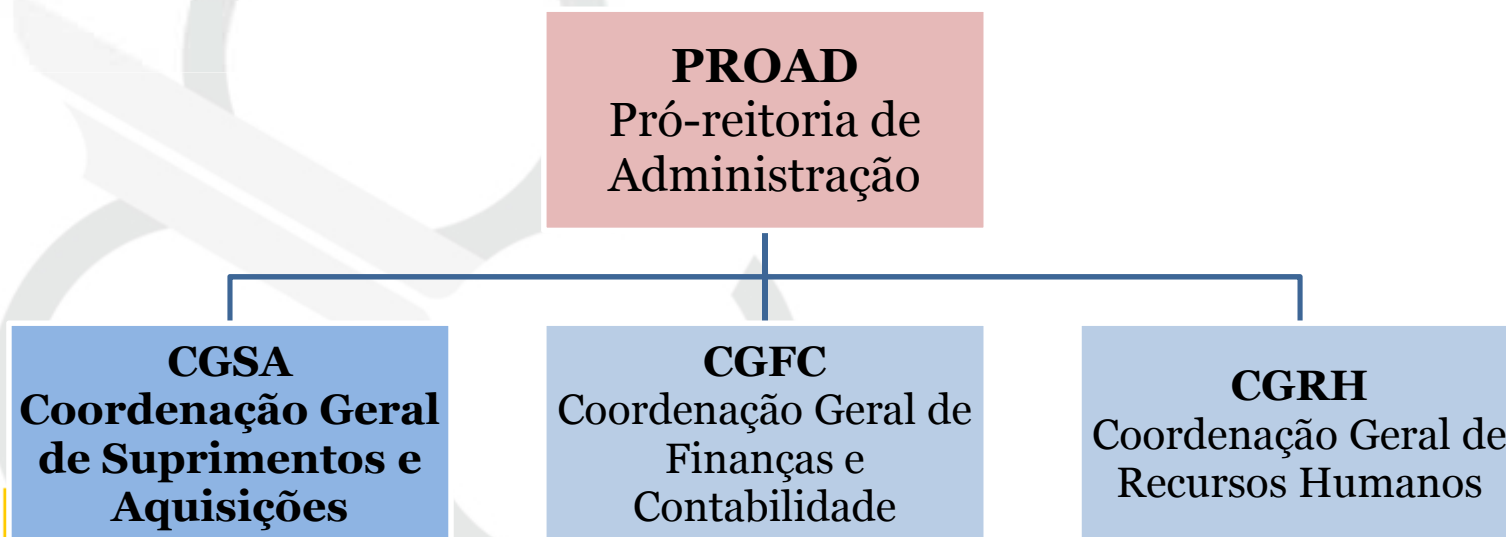 PROAD
Pró-reitoria de
Administração
CGSA
Coordenação Geral
de Suprimentos e
Aquisições
CGFC
Coordenação Geral de
Finanças e
Contabilidade
CGRH
Coordenação Geral de
Recursos Humanos